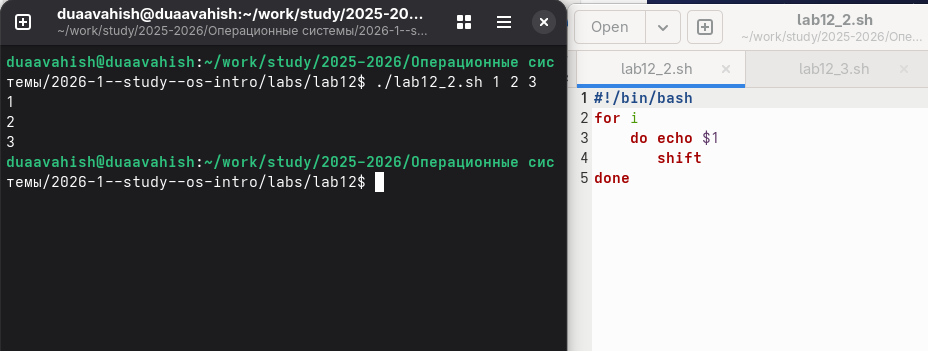 duaavahish@duaavahish:~/work/study/2025-20...
~/work/study/2025-2026/Операционные системы/2026-1--s...
duaavahish@duaavahish:~/work/study/2025-2026/Операционные сис
темы/2026-1--study--os-intro/labs/lab12$ ./lab12_2.sh 1 2 3
1
2
3
duaavahish@duaavahish:~/work/study/2025-2026/Операционные сис
темы/2026-1--study--os-intro/labs/lab12$
Open
lab12_2.sh
~/work/study/2025-2026/Опе...
lab12_2.sh
lab12_3.sh
1 #!/bin/bash
2 for i
3     do echo $1
4        shift
5 done